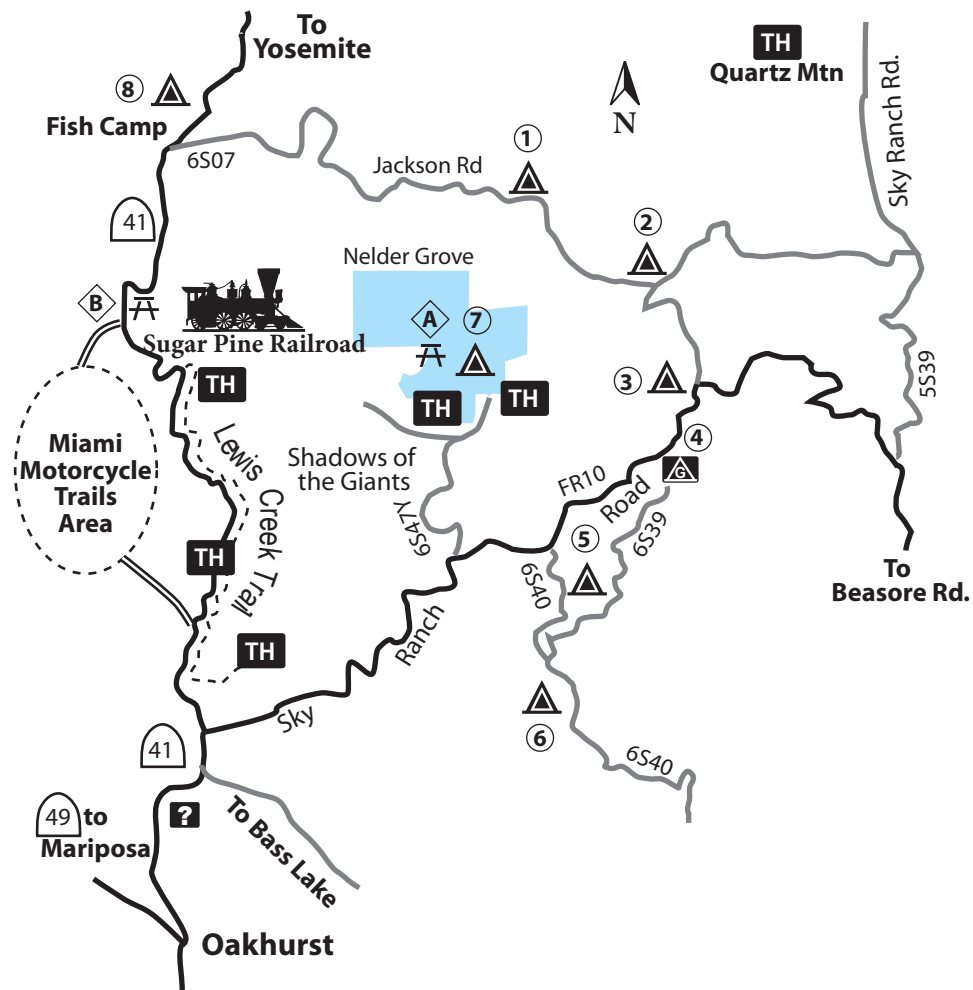 To
Yosemite
8
Fish Camp
TH
Quartz Mtn
N
Sky Ranch Rd.
6S07
Jackson Rd
1
2
41
Nelder Grove
B
A
7
Sugar Pine Railroad
TH
TH
TH
3
5S39
Miami
Motorcycle
Trails
Area
Lewis Creek Trail
Shadows of
the Giants
6S47Y
4
G
FR10
Road
6S39
5
6S40
TH
To
Beasore Rd.
TH
Ranch
Sky
6
6S40
41
?
49 to
Mariposa
To Bass Lake
Oakhurst